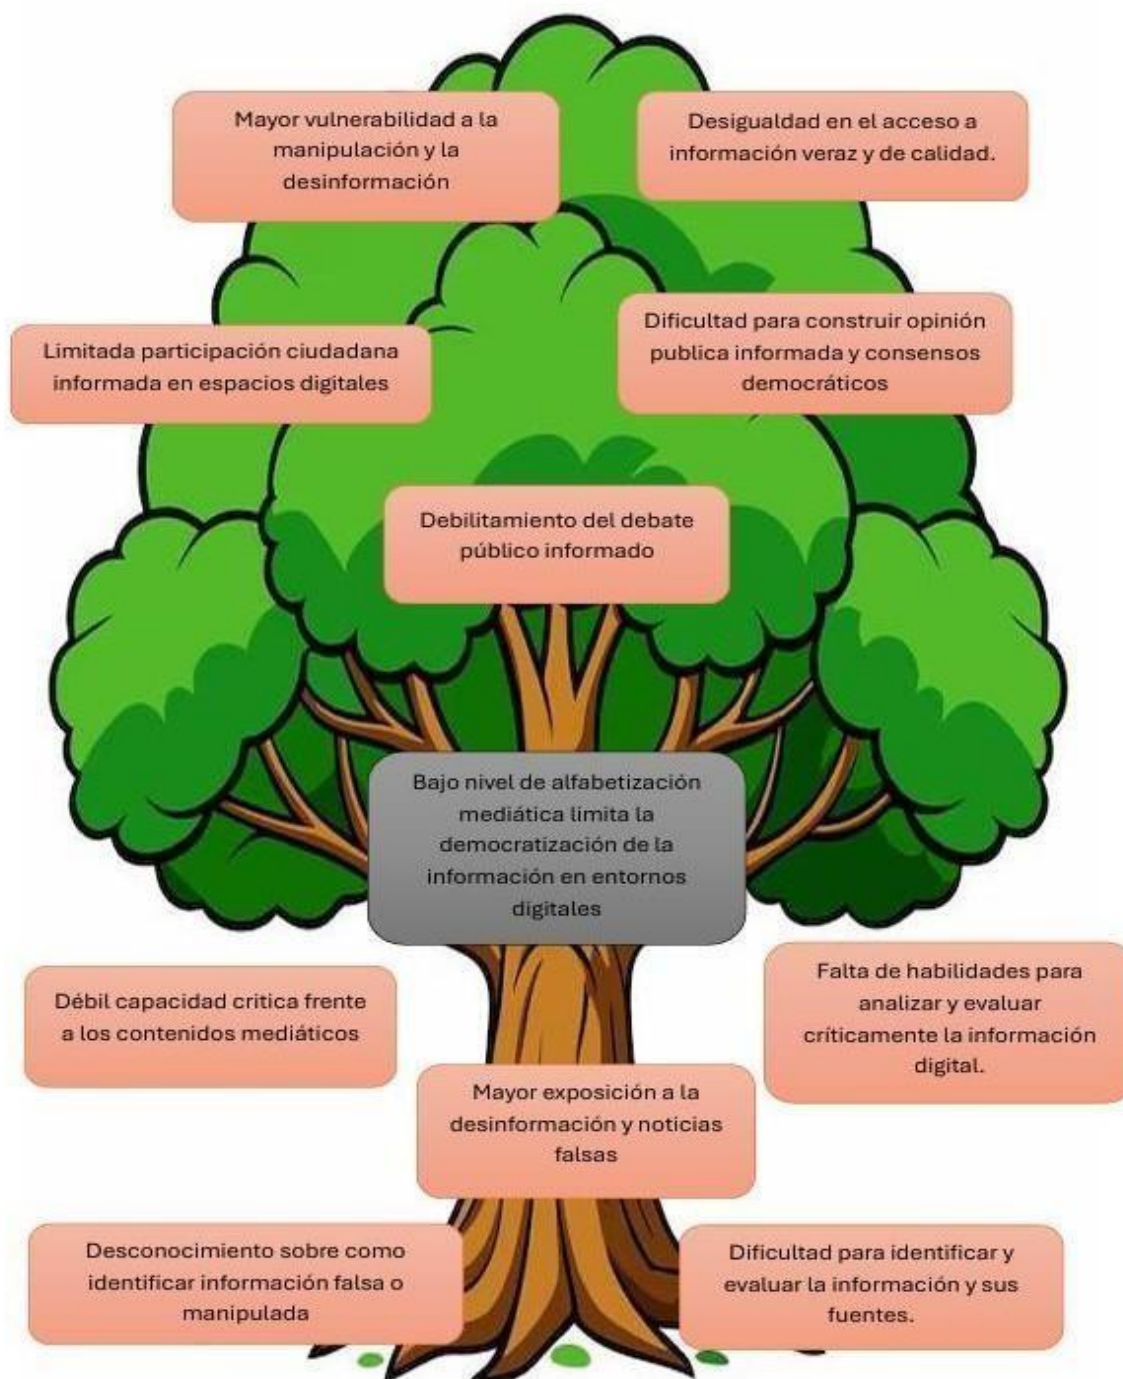 Mayor vulnerabilidad a la
manipulación y la
desinformación
Desigualdad en el acceso a
información veraz y de calidad.
Limitada participación ciudadana
informada en espacios digitales
Dificultad para construir opinión
publica informada y consensos
democráticos
Debilitamiento del debate
público informado
Bajo nivel de alfabetización
mediática limita la
democratización de la
información en entornos
digitales
Débil capacidad critica frente
a los contenidos mediáticos
Falta de habilidades para
analizar y evaluar
críticamente la información
digital.
Mayor exposición a la
desinformación y noticias
falsas
Desconocimiento sobre como
identificar información falsa o
manipulada
Dificultad para identificar y
evaluar la información y sus
fuentes.